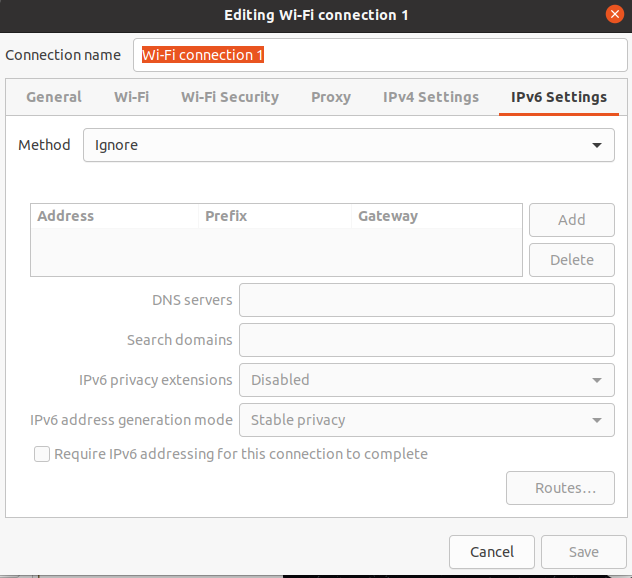 Editing Wi-Fi connection 1
Connection name Wi-Fi connection 1
General Wi-Fi Wi-Fi Security Proxy IPv4 Settings IPv6 Settings
Method Ignore
Address Prefix Gateway
Add
Delete
DNS servers
Search domains
IPv6 privacy extensions Disabled
IPv6 address generation mode Stable privacy
Require IPv6 addressing for this connection to complete
Routes...
Cancel Save